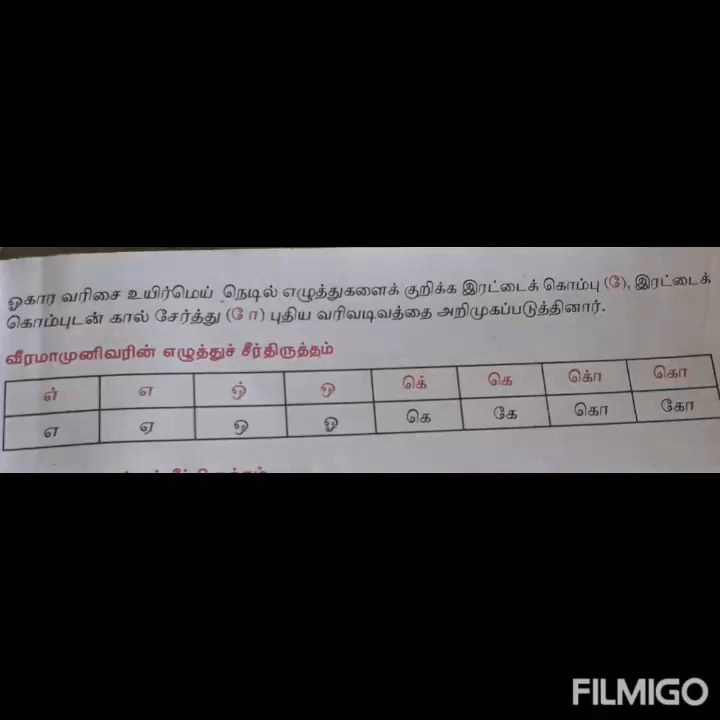 ஓகார வரிசை உயிர்மெய் நெடில் எழுத்துகளைக் குறிக்க இரட்டைக் கொம்பு (ே), இரட்டைக்
கொம்புடன் கால் சேர்த்து (ோ) புதிய வரிவடிவத்தை அறிமுகப்படுத்தினார்.
வீரமாமுனிவரின் எழுத்துச் சீர்திருத்தம்
எ் எ ஒ் ஒ கெ் கெ கொ் கொ
எ ஏ ஒ ஓ கெ கே கொ கோ
FILMIGO